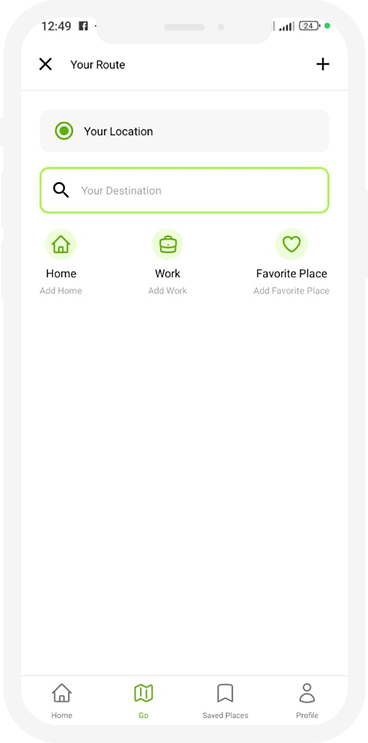 12:49
24
Your Route
Your Location
Your Destination
Home Work Favorite Place
Add Home Add Work Add Favorite Place
Home Go Saved Places Profile